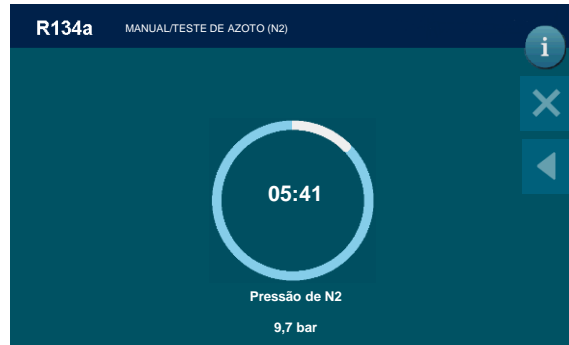 R134a MANUAL/TESTE DE AZOTO (N2)
i
05:41
Pressão de N2
9,7 bar